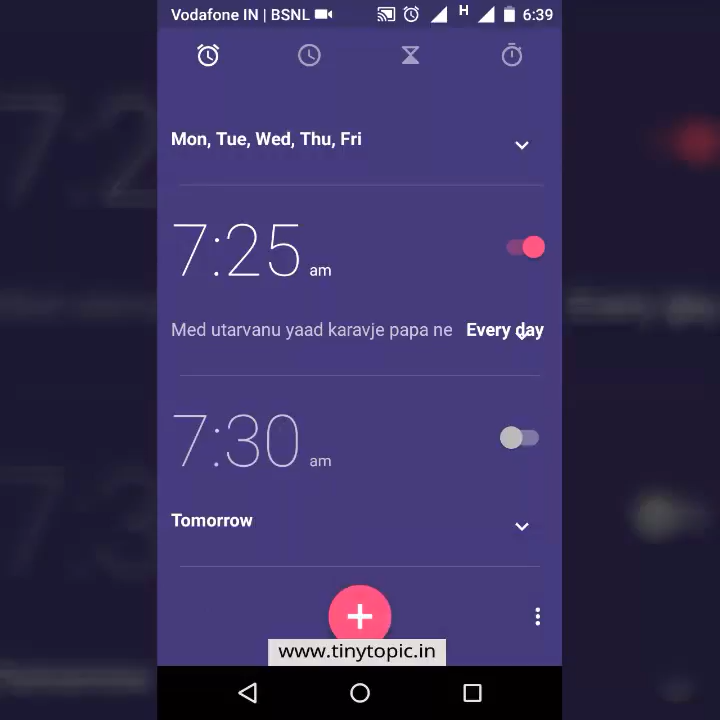 Vodafone IN | BSNL H 6:39
Mon, Tue, Wed, Thu, Fri
7:25 am
Med utarvanu yaad karavje papa ne Every day
7:30 am
Tomorrow
www.tinytopic.in